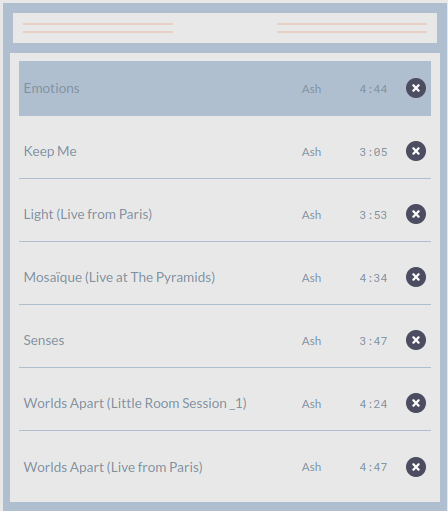 Emotions Ash 4:44
Keep Me Ash 3:05
Light (Live from Paris) Ash 3:53
Mosaïque (Live at The Pyramids) Ash 4:34
Senses Ash 3:47
Worlds Apart (Little Room Session _1) Ash 4:24
Worlds Apart (Live from Paris) Ash 4:47